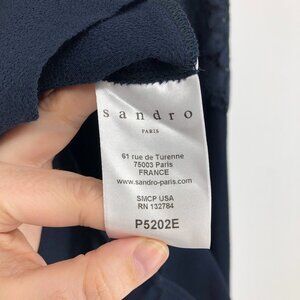 sandro
PARIS
61 rue de Turenne
75003 Paris
FRANCE
www.sandro-paris.com
SMCP USA
RN 132784
P5202E